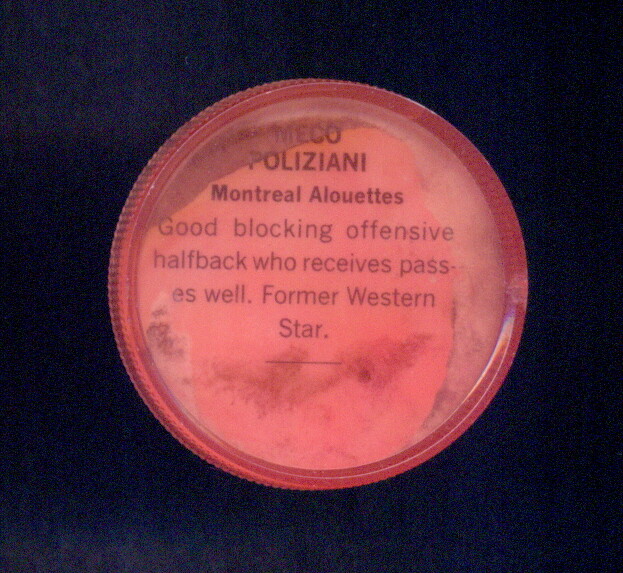 MECO
POLIZIANI
Montreal Alouettes
Good blocking offensive
halfback who receives pass-
es well. Former Western
Star.